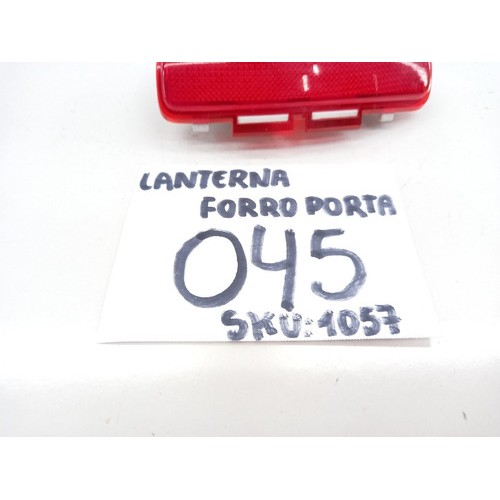 LANTERNA
FORRO PORTA
045
SKU:1057